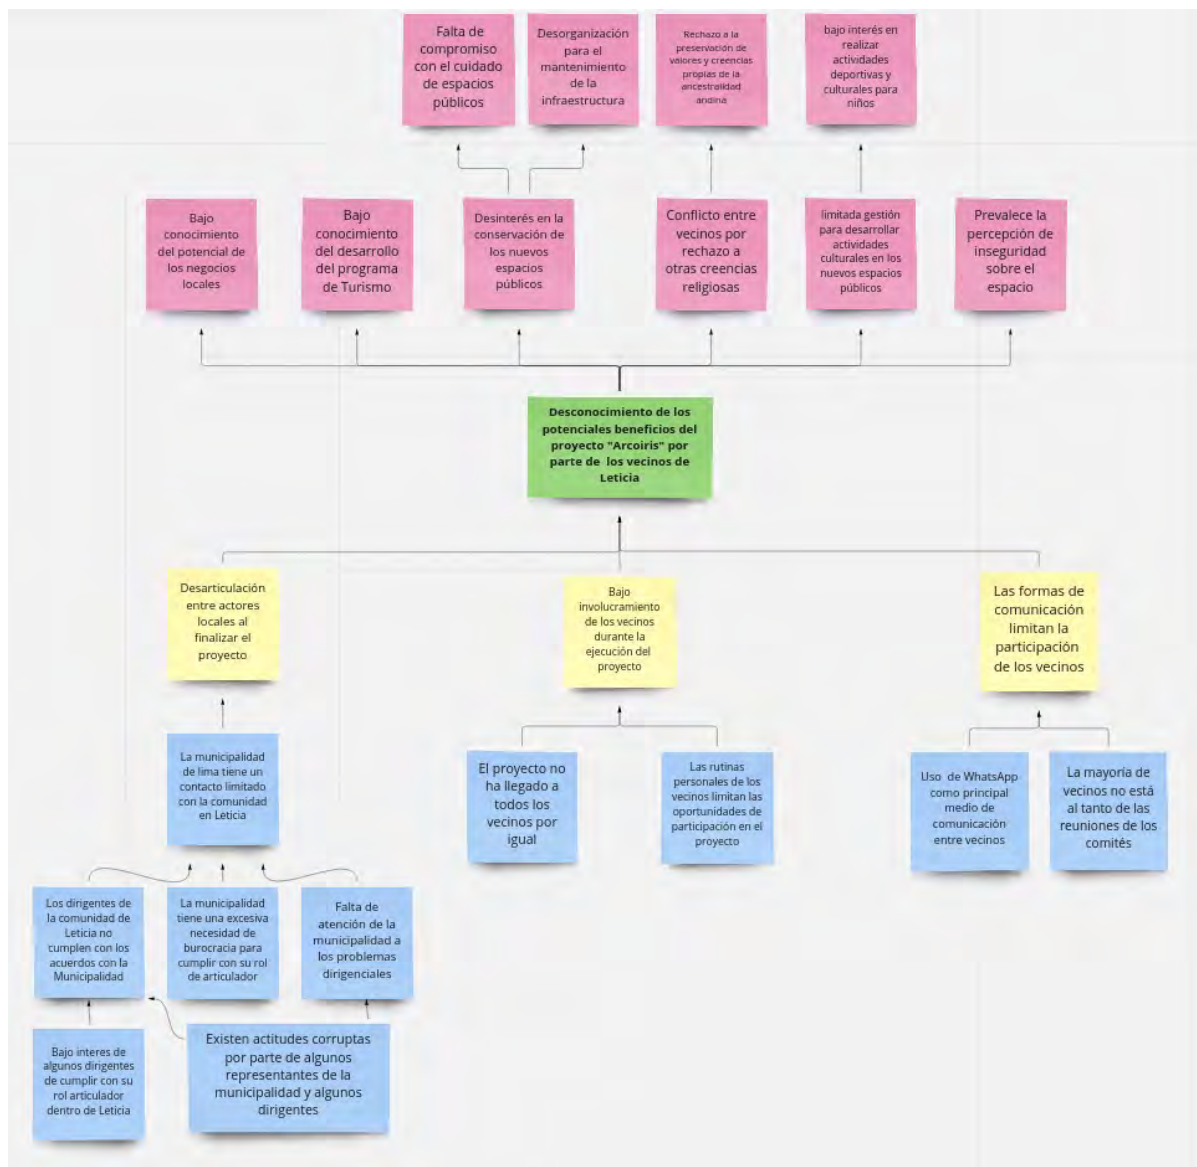 Falta de
compromiso
con el cuidado
de espacios
públicos
Desorganización
para el
mantenimiento
de la
infraestructura
Rechazo a la
preservación de
valores y creencias
propias de la
ancestralidad
andina
bajo interés en
realizar
actividades
deportivas y
culturales para
niños
Bajo
conocimiento
del potencial de
los negocios
locales
Bajo
conocimiento
del desarrollo
del programa
de Turismo
Desinterés en la
conservación de
los nuevos
espacios
públicos
Conflicto entre
vecinos por
rechazo a
otras creencias
religiosas
limitada gestión
para desarrollar
actividades
culturales en los
nuevos espacios
públicos
Prevalece la
percepción de
inseguridad
sobre el
espacio
Desconocimiento de los
potenciales beneficios del
proyecto "Arcoiris" por
parte de los vecinos de
Leticia
Desarticulación
entre actores
locales al
finalizar el
proyecto
Bajo
involucramiento
de los vecinos
durante la
ejecución del
proyecto
Las formas de
comunicación
limitan la
participación
de los vecinos
La municipalidad
de lima tiene un
contacto limitado
con la comunidad
en Leticia
El proyecto no
ha llegado a
todos los
vecinos por
igual
Las rutinas
personales de los
vecinos limitan las
oportunidades de
participación en el
proyecto
Uso de WhatsApp
como principal
medio de
comunicación
entre vecinos
La mayoría de
vecinos no está
al tanto de las
reuniones de los
comités
Los dirigentes de
la comunidad de
Leticia no
cumplen con los
acuerdos con la
Municipalidad
La municipalidad
tiene una excesiva
necesidad de
burocracia para
cumplir con su rol
de articulador
Falta de
atención de la
municipalidad a
los problemas
dirigenciales
Bajo interes de
algunos dirigentes
de cumplir con su
rol articulador
dentro de Leticia
Existen actitudes corruptas
por parte de algunos
representantes de la
municipalidad y algunos
dirigentes